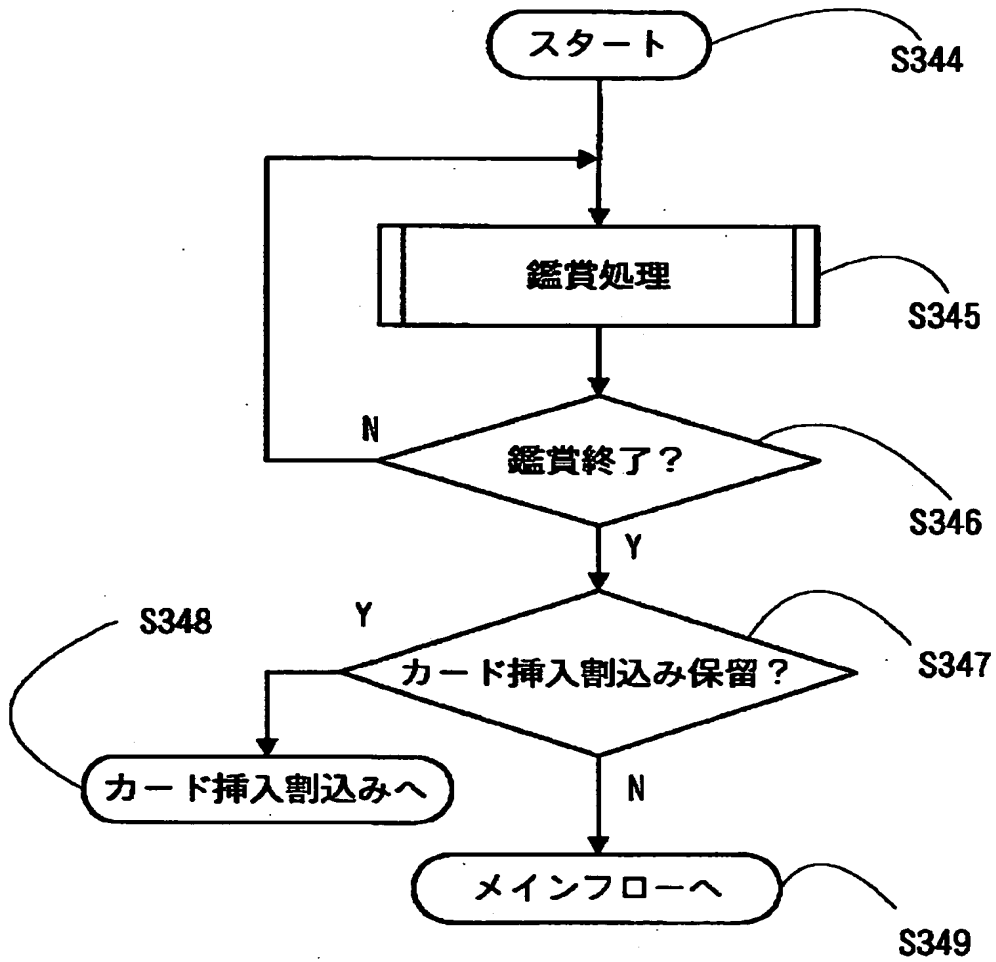 スタート
S344
鑑賞処理
S345
N
鑑賞終了?
S346
Y
Y
S348
カード挿入割込み保留?
S347
カード挿入割込みへ
N
メインフローへ
S349